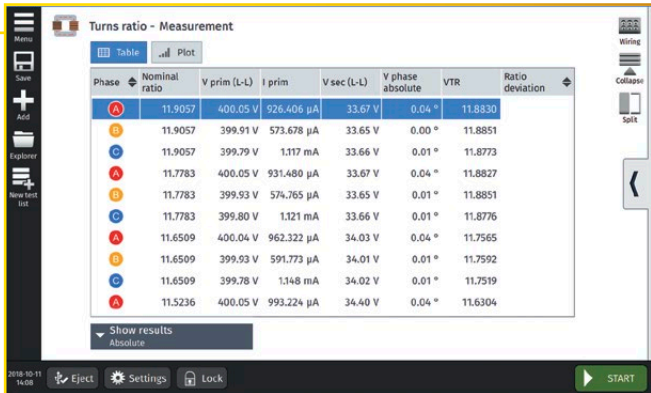 Menu
Save
Add
Explorer
New test
list
Turns ratio - Measurement
Table
Plot
Phase Nominal ratio V prim (L-L) I prim V sec (L-L) V phase absolute VTR Ratio deviation
A 11.9057 400.05 V 926.406 µA 33.67 V 0.04 ° 11.8830
B 11.9057 399.91 V 573.678 µA 33.65 V 0.00 ° 11.8851
C 11.9057 399.79 V 1.117 mA 33.66 V 0.01 ° 11.8773
A 11.7783 400.05 V 931.480 µA 33.67 V 0.04 ° 11.8827
B 11.7783 399.93 V 574.765 µA 33.65 V 0.01 ° 11.8851
C 11.7783 399.80 V 1.121 mA 33.66 V 0.01 ° 11.8776
A 11.6509 400.04 V 962.322 µA 34.03 V 0.04 ° 11.7565
B 11.6509 399.93 V 591.773 µA 34.01 V 0.01 ° 11.7592
C 11.6509 399.78 V 1.148 mA 34.02 V 0.01 ° 11.7519
A 11.5236 400.05 V 993.224 µA 34.40 V 0.04 ° 11.6304
Show results
Absolute
Wiring
Collapse
Split
2018-10-11
14:08
Eject
Settings
Lock
START